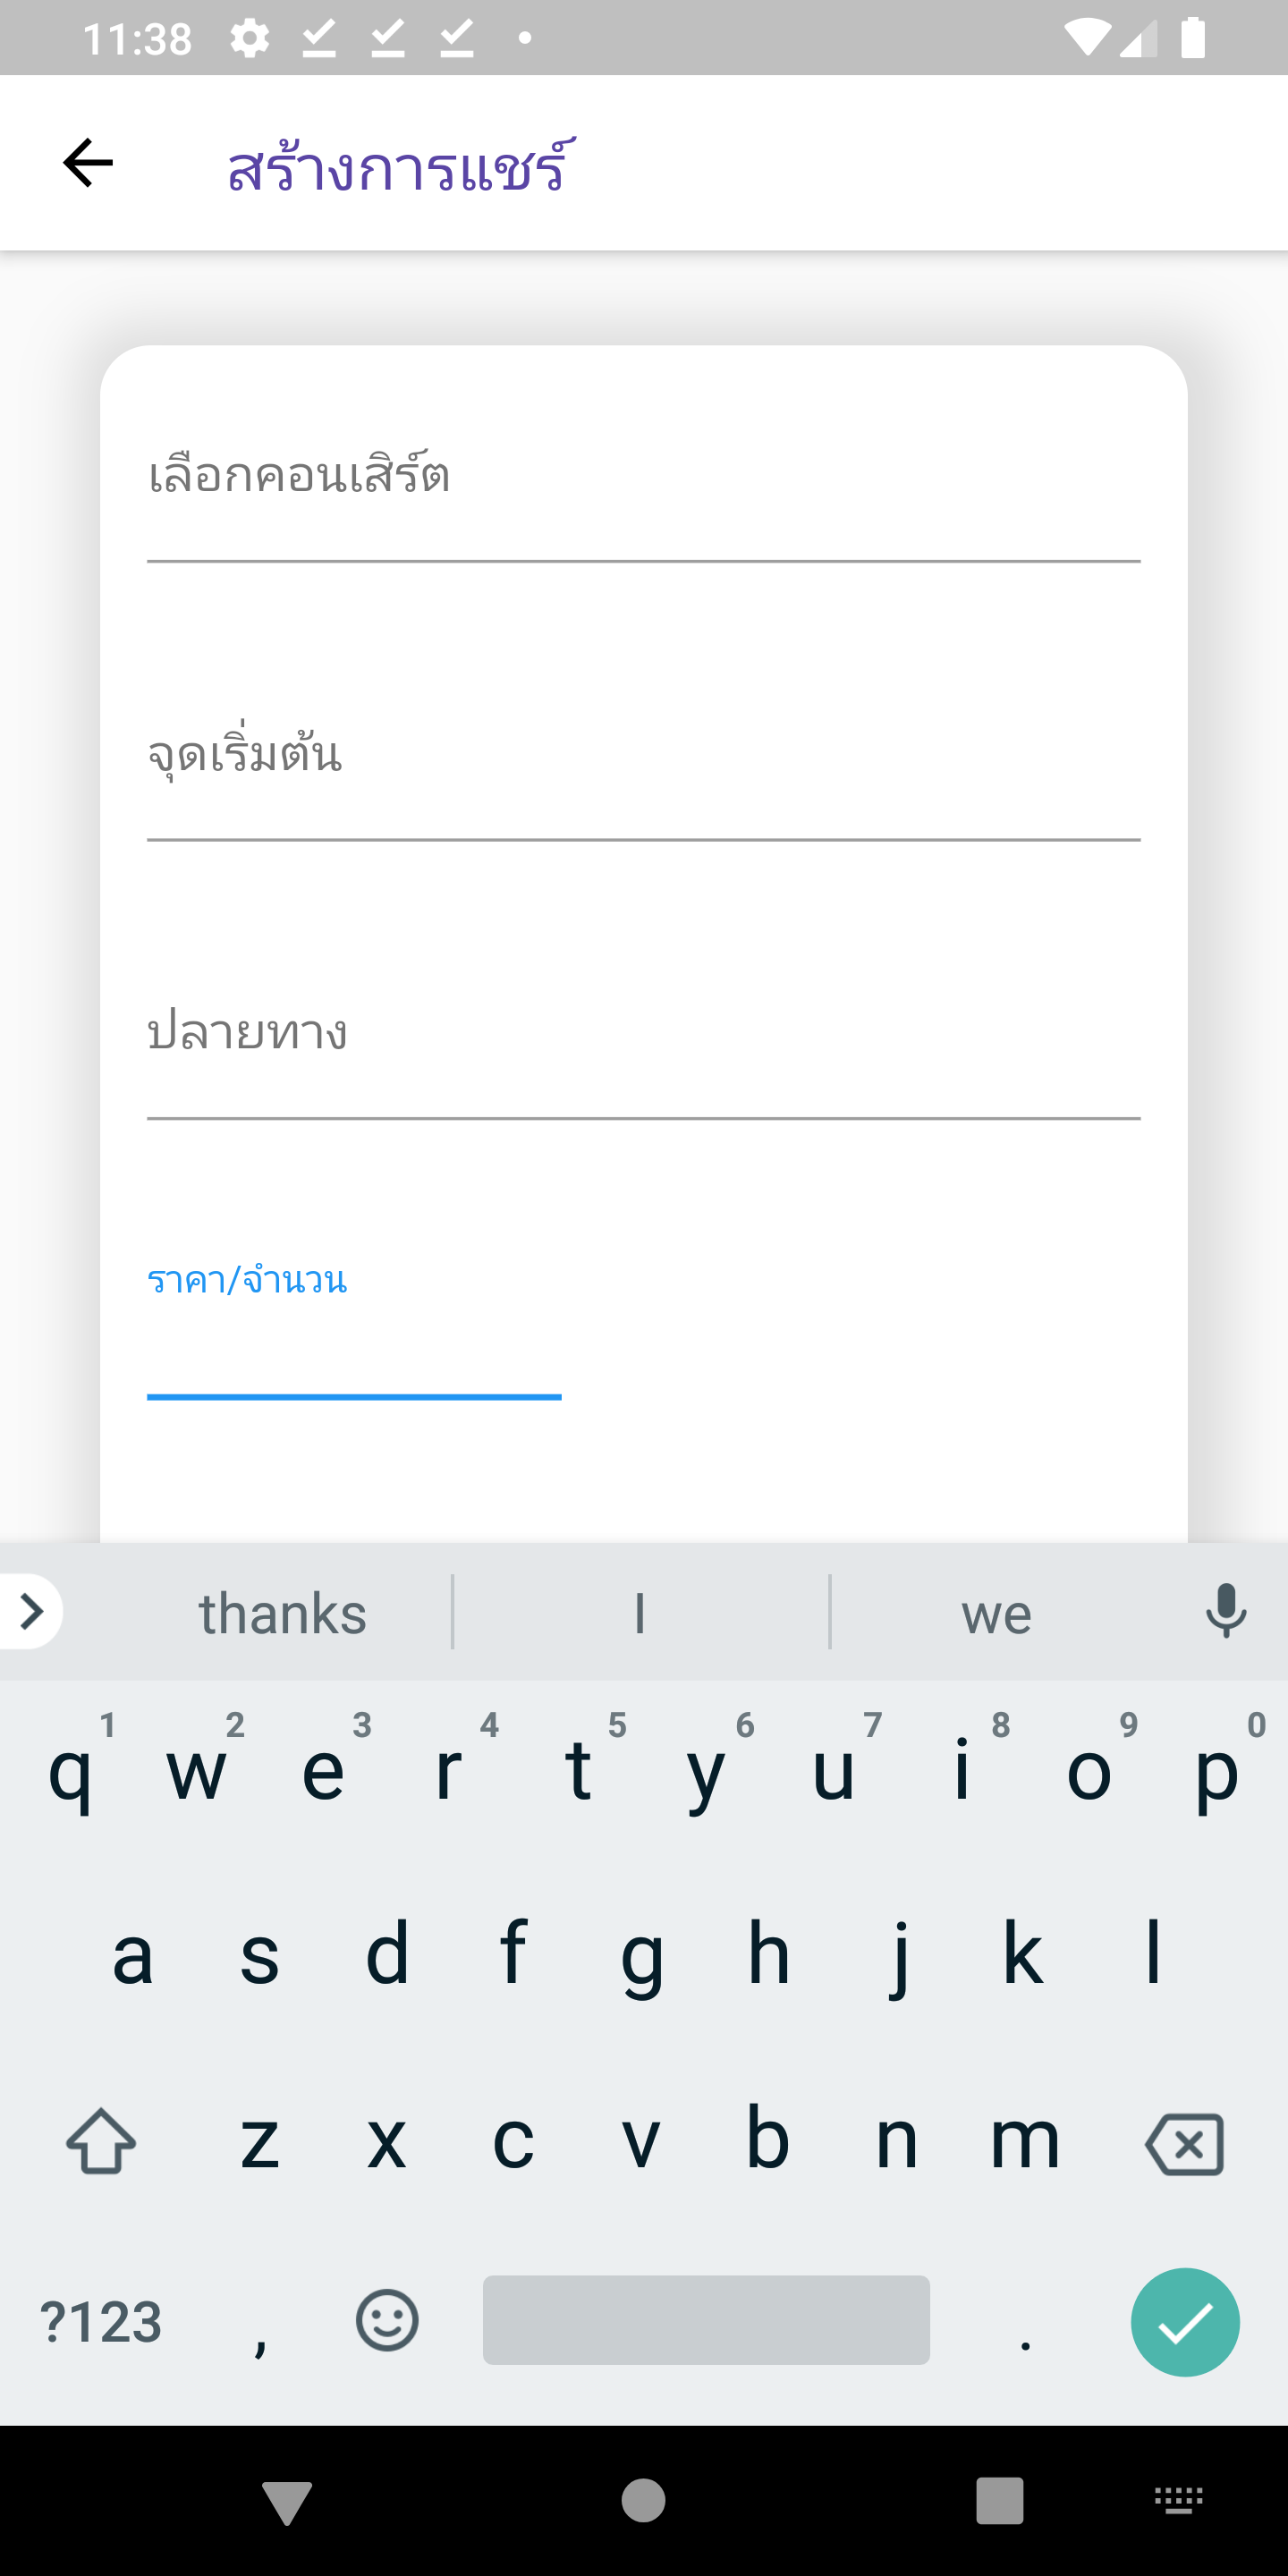 11:38
สร้างการแชร์
เลือกคอนเสิร์ต
จุดเริ่มต้น
ปลายทาง
ราคา/จำนวน
thanks I we
1 2 3 4 5 6 7 8 9 0
q w e r t y u i o p
a s d f g h j k l
z x c v b n m
?123 , .